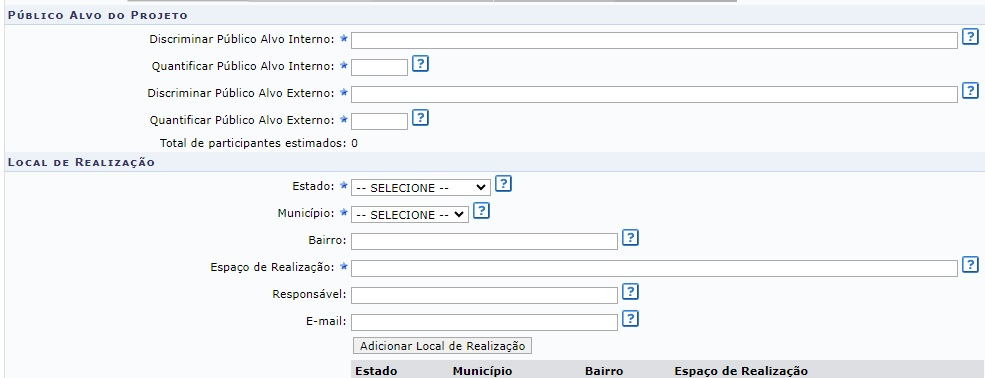 Público Alvo do Projeto
Discriminar Público Alvo Interno: ?
Quantificar Público Alvo Interno: ?
Discriminar Público Alvo Externo: ?
Quantificar Público Alvo Externo: ?
Total de participantes estimados: 0
Local de Realização
Estado: -- SELECIONE -- ?
Município: -- SELECIONE -- ?
Bairro: ?
Espaço de Realização: ?
Responsável: ?
E-mail: ?
Adicionar Local de Realização
Estado Município Bairro Espaço de Realização